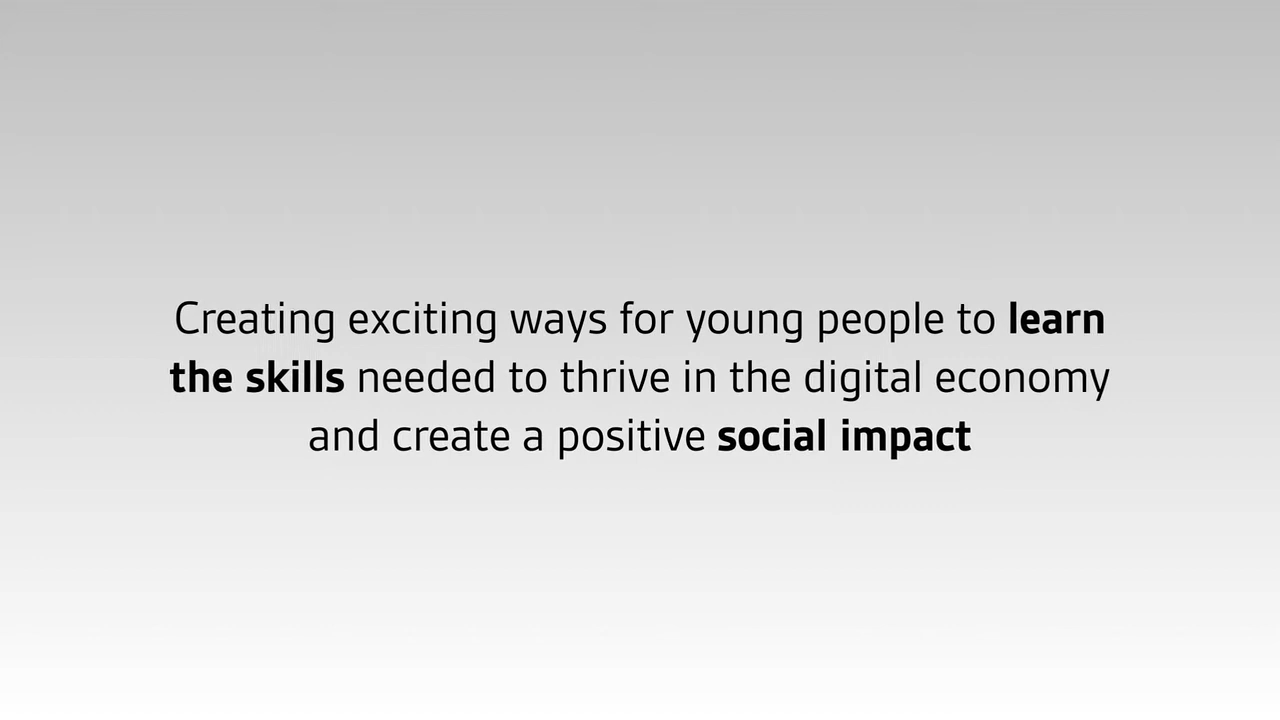 Creating exciting ways for young people to learn
the skills needed to thrive in the digital economy
and create a positive social impact